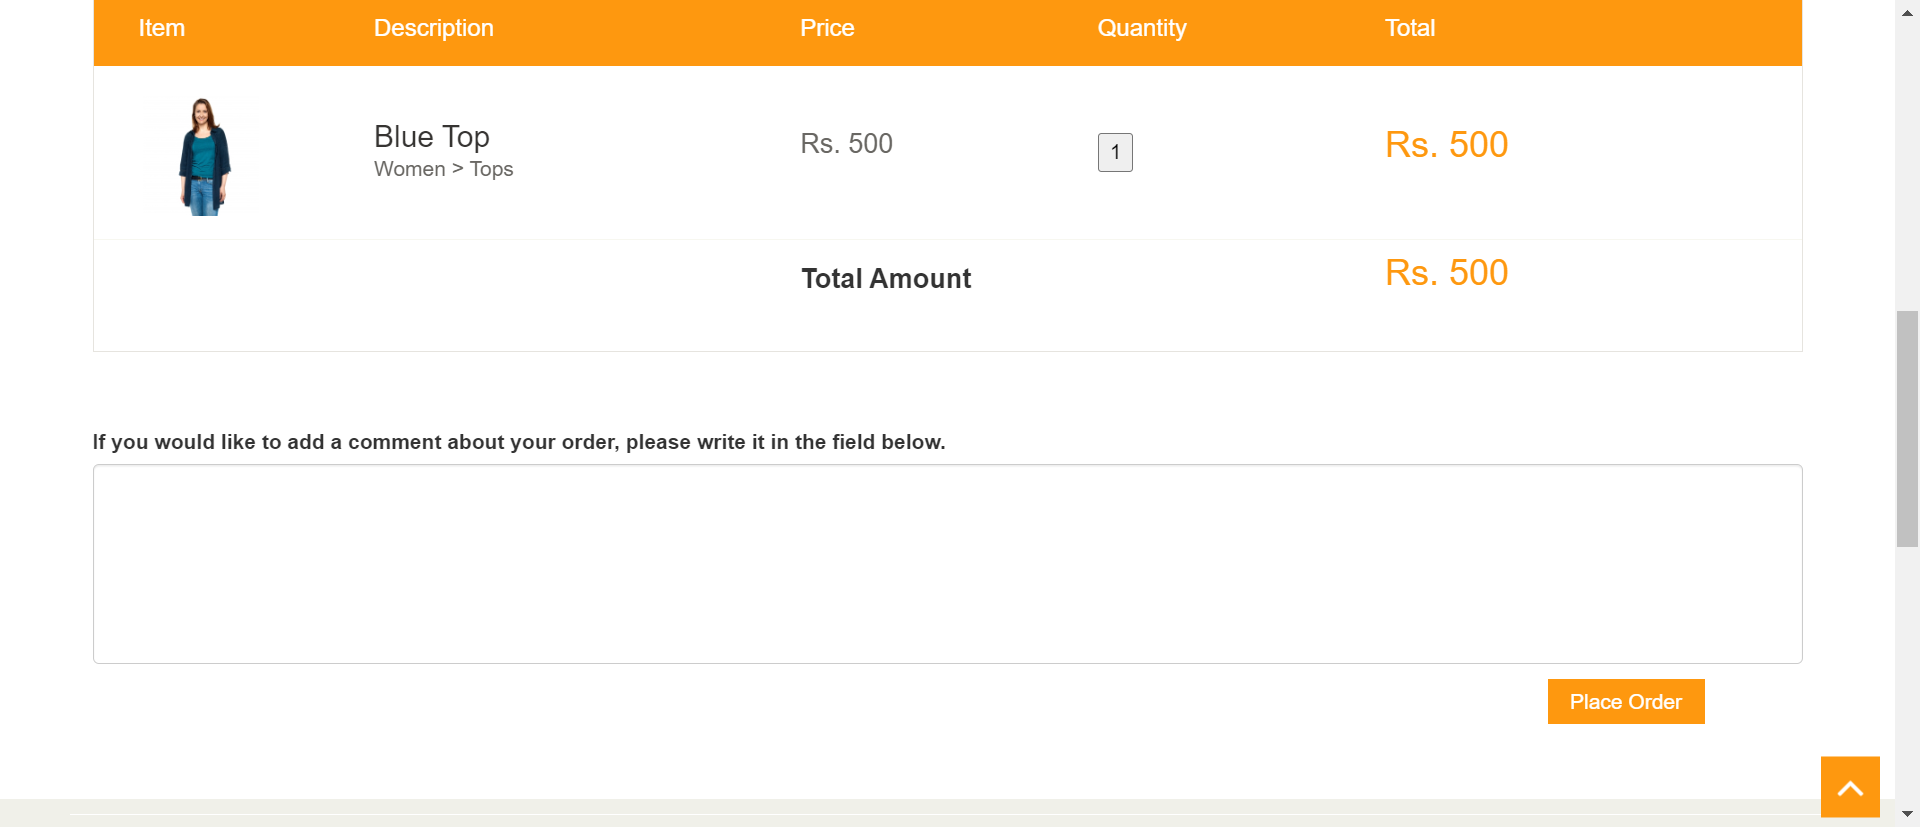 Item Description Price Quantity Total
Blue Top
Women > Tops
Rs. 500
1
Rs. 500
Total Amount
Rs. 500
If you would like to add a comment about your order, please write it in the field below.
Place Order